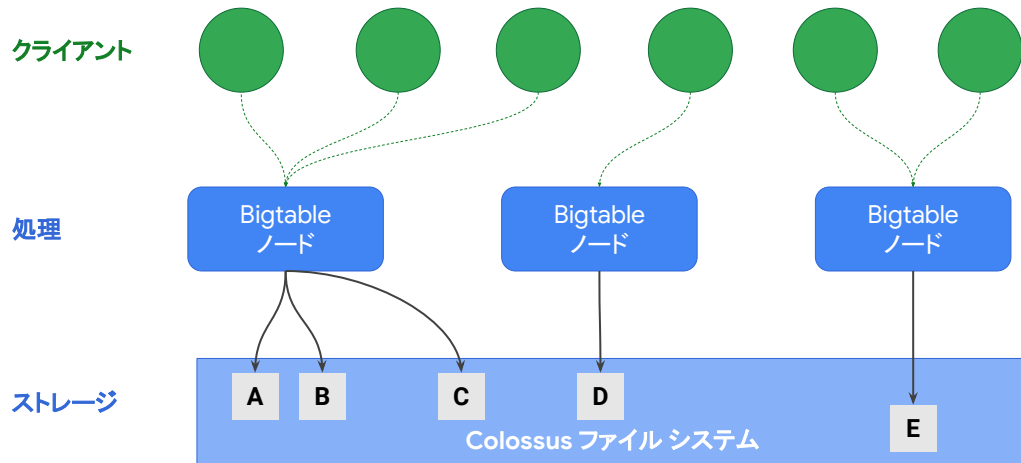 クライアント
処理
Bigtable
ノード
Bigtable
ノード
Bigtable
ノード
ストレージ
A
B
C
D
E
Colossus ファイル システム